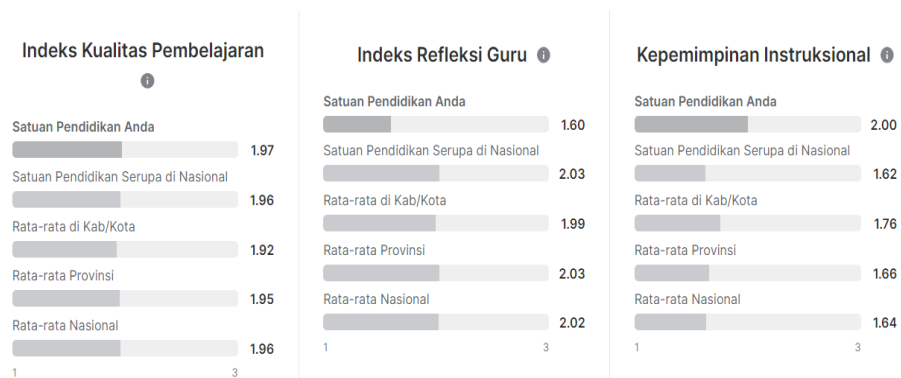 Indeks Kualitas Pembelajaran
Satuan Pendidikan Anda
1.97
Satuan Pendidikan Serupa di Nasional
1.96
Rata-rata di Kab/Kota
1.92
Rata-rata Provinsi
1.95
Rata-rata Nasional
1.96
1 3
Indeks Refleksi Guru
Satuan Pendidikan Anda
1.60
Satuan Pendidikan Serupa di Nasional
2.03
Rata-rata di Kab/Kota
1.99
Rata-rata Provinsi
2.03
Rata-rata Nasional
2.02
1 3
Kepemimpinan Instruksional
Satuan Pendidikan Anda
2.00
Satuan Pendidikan Serupa di Nasional
1.62
Rata-rata di Kab/Kota
1.76
Rata-rata Provinsi
1.66
Rata-rata Nasional
1.64
1 3